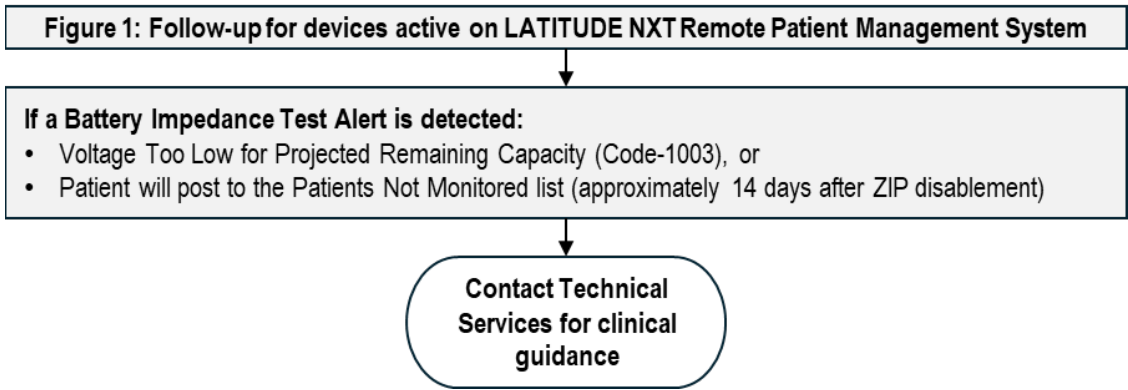 Figure 1: Follow-up for devices active on LATITUDE NXT Remote Patient Management System
If a Battery Impedance Test Alert is detected:
• Voltage Too Low for Projected Remaining Capacity (Code-1003), or
• Patient will post to the Patients Not Monitored list (approximately 14 days after ZIP disablement)
Contact Technical
Services for clinical
guidance